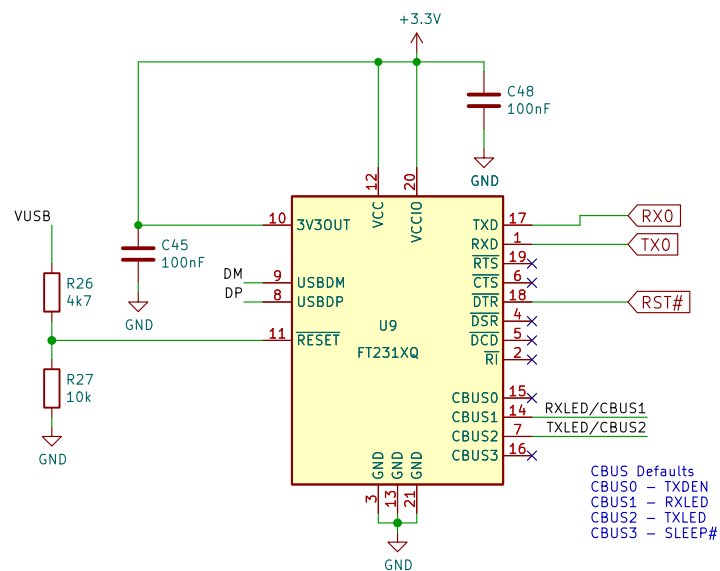 +3.3V
C48
100nF
GND
12
20
VCC
VCCIO
VUSB
10
3V3OUT
TXD
17
RX0
RXD
1
TX0
C45
100nF
RTS
19
DM
9
USBDM
CTS
6
R26
4k7
DP
8
USBDP
DTR
18
RST#
GND
U9
DSR
4
11
RESET
FT231XQ
DCD
5
RI
2
R27
10k
CBUS0
15
CBUS1
14
RXLED/CBUS1
CBUS2
7
TXLED/CBUS2
CBUS3
16
GND
GND
GND
GND
3
13
21
GND
CBUS Defaults
CBUS0 – TXDEN
CBUS1 – RXLED
CBUS2 – TXLED
CBUS3 – SLEEP#